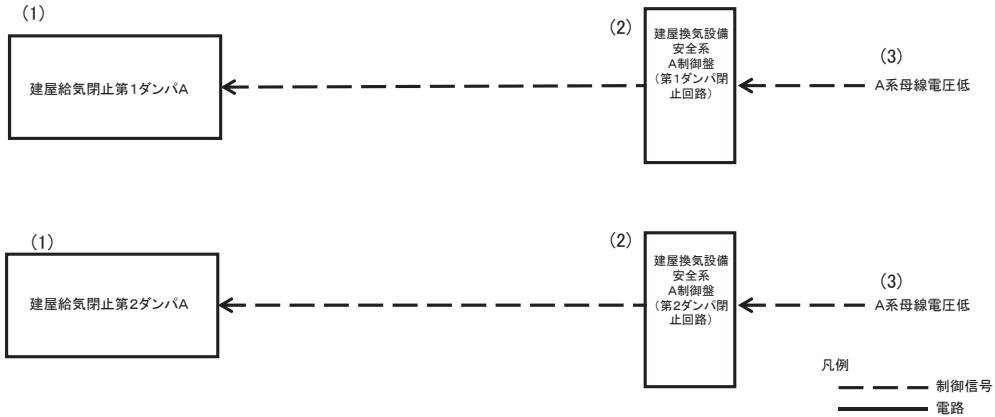 (1)
建屋給気閉止第1ダンパA
(2)
建屋換気設備
安全系
A制御盤
(第1ダンパ閉
止回路)
(3)
A系母線電圧低
(1)
建屋給気閉止第2ダンパA
(2)
建屋換気設備
安全系
A制御盤
(第2ダンパ閉
止回路)
(3)
A系母線電圧低
凡例
制御信号
電路